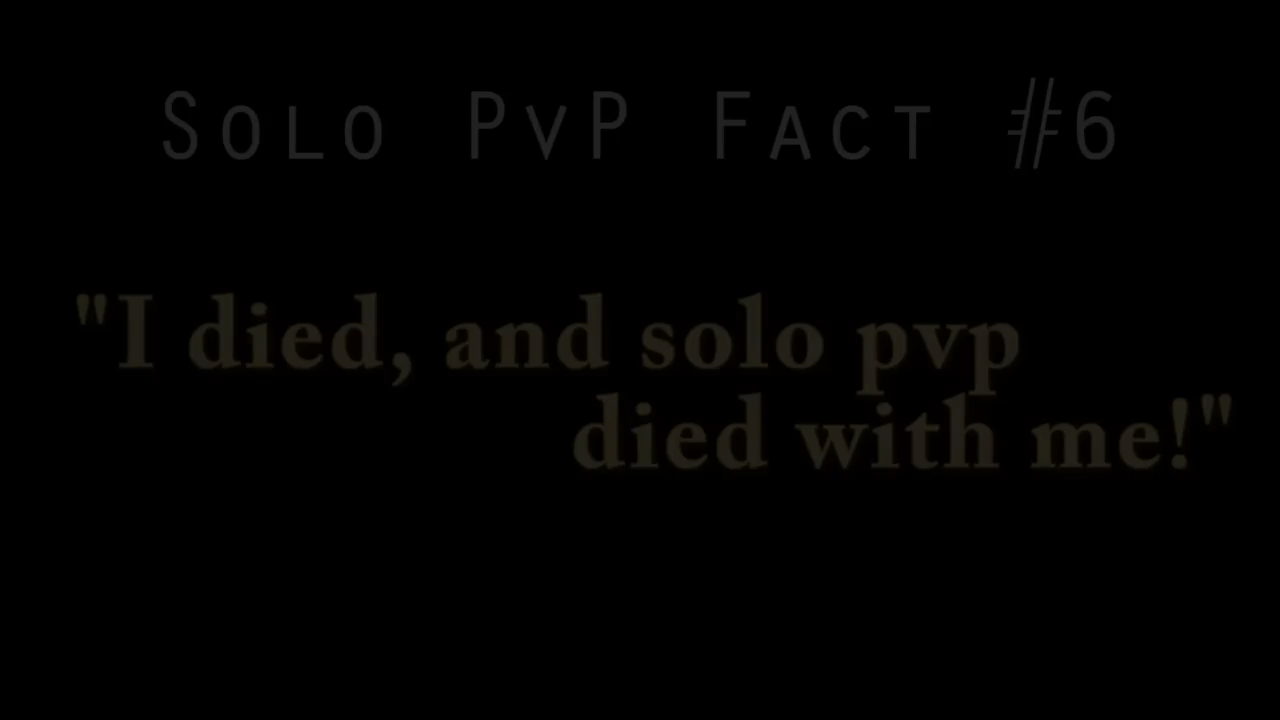 Solo PvP Fact #6
"I died, and solo pvp
died with me!"